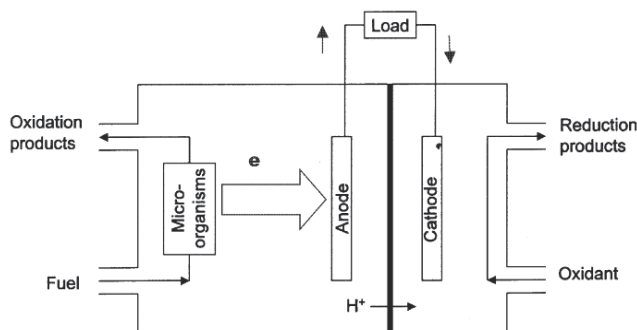 Load
Oxidation
products
Reduction
products
e
Micro-
organisms
Anode
Cathode
Fuel
Oxidant
H⁺